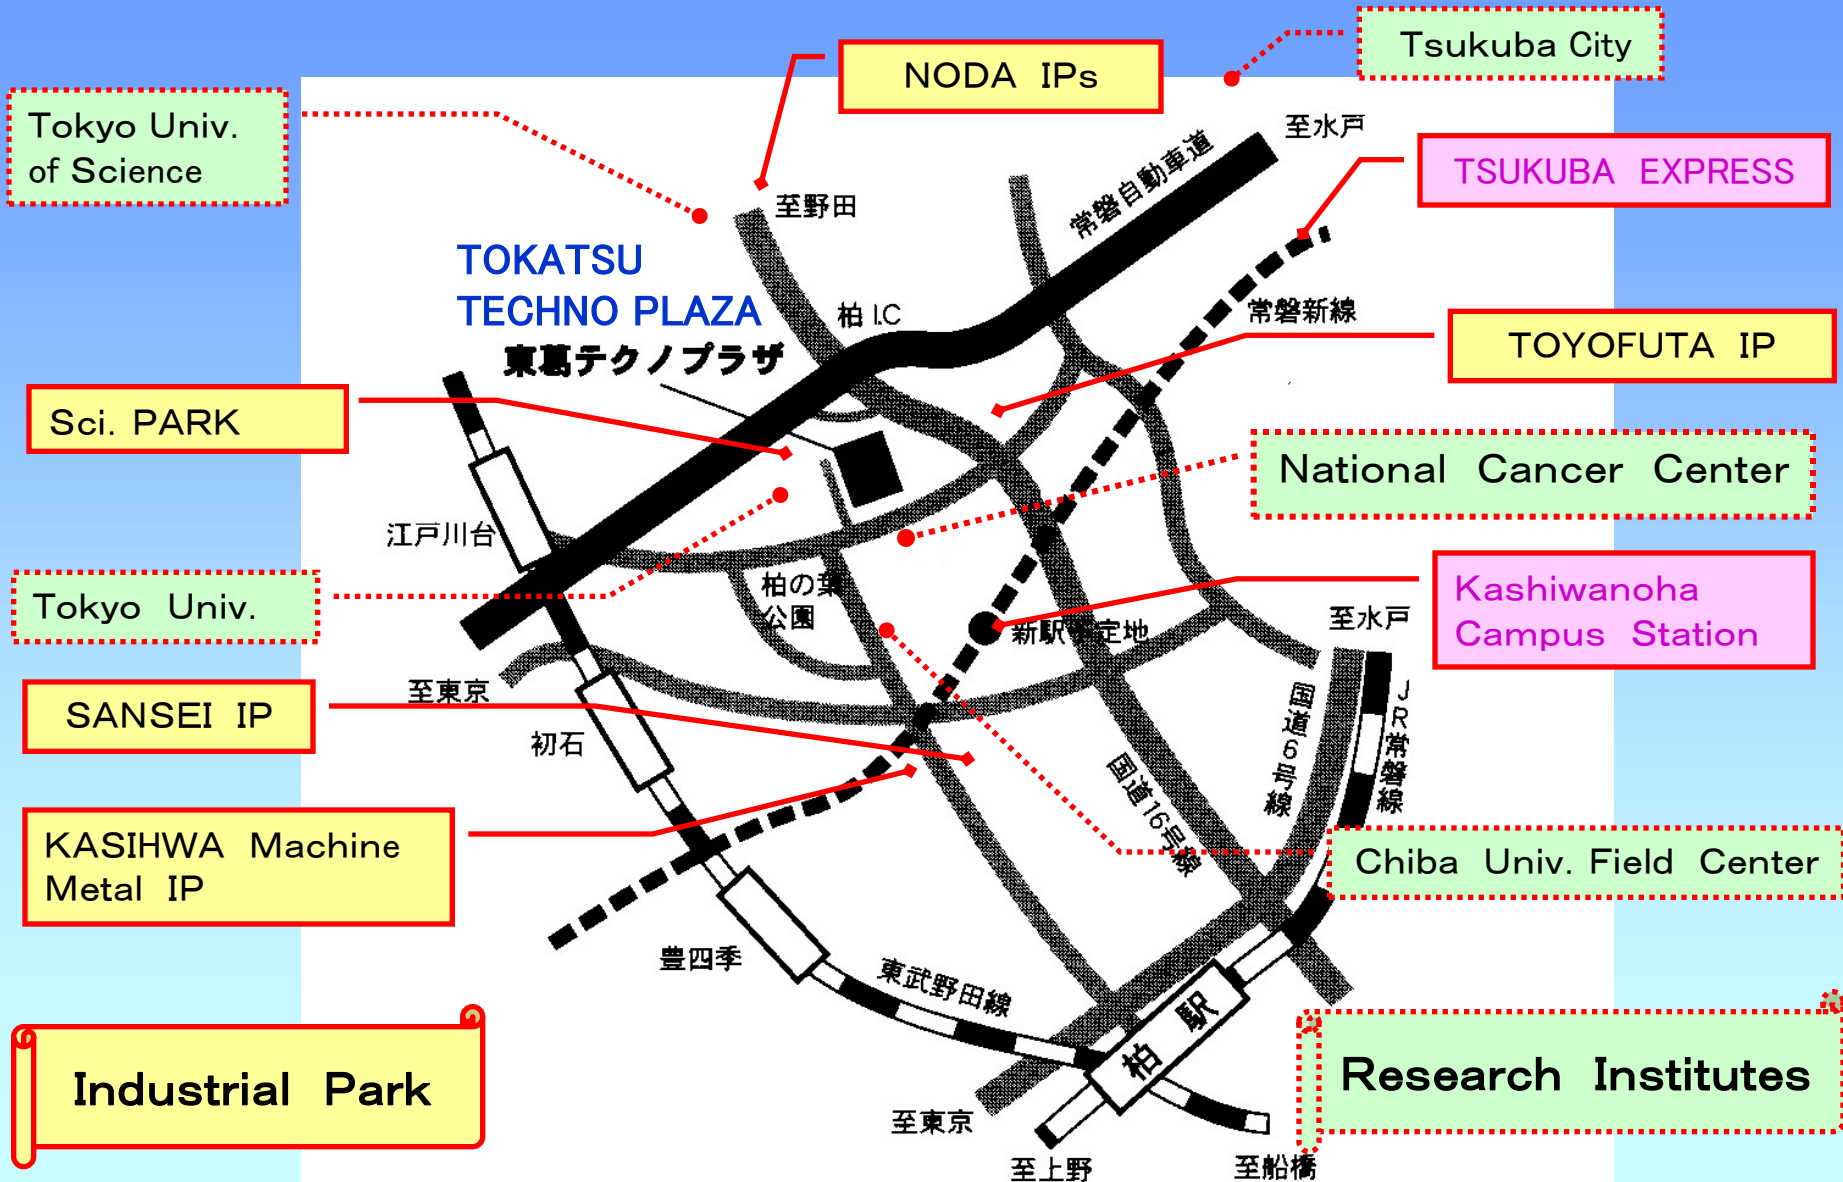 Tsukuba City
NODA IPs
Tokyo Univ.
of Science
至水戸
TSUKUBA EXPRESS
常磐自動車道
至野田
TOKATSU
TECHNO PLAZA
柏 I.C
常磐新線
東葛テクノプラザ
TOYOFUTA IP
Sci. PARK
National Cancer Center
江戸川台
柏の葉
公園
Tokyo Univ.
Kashiwanoha
Campus Station
新駅予定地
至水戸
至東京
SANSEI IP
初石
国道6号線
JR常磐線
国道16号線
KASIHWA Machine
Metal IP
Chiba Univ. Field Center
豊四季
東武野田線
柏駅
Industrial Park
Research Institutes
至東京
至上野
至船橋